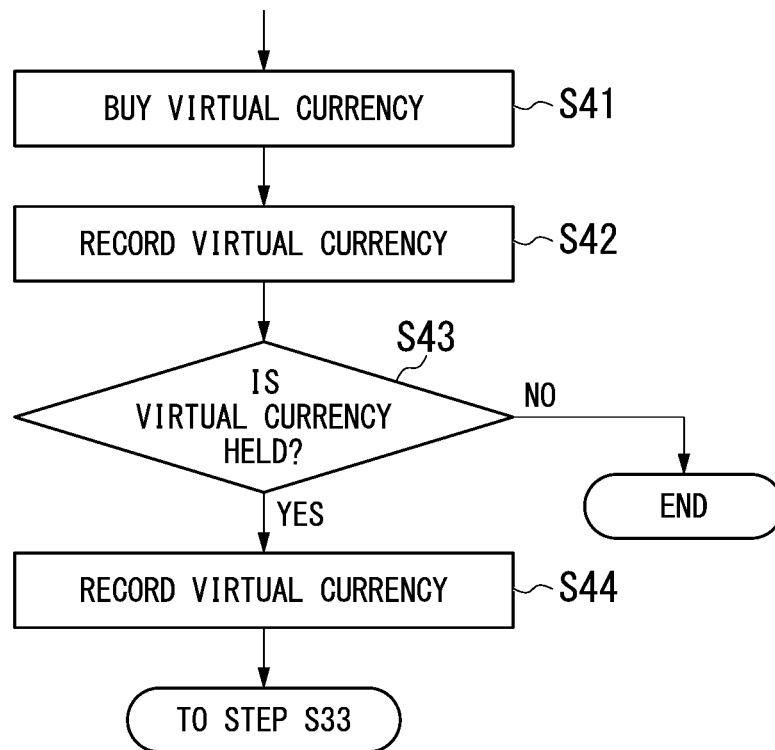 BUY VIRTUAL CURRENCY
S41
RECORD VIRTUAL CURRENCY
S42
S43
IS
VIRTUAL CURRENCY
HELD?
NO
END
YES
RECORD VIRTUAL CURRENCY
S44
TO STEP S33